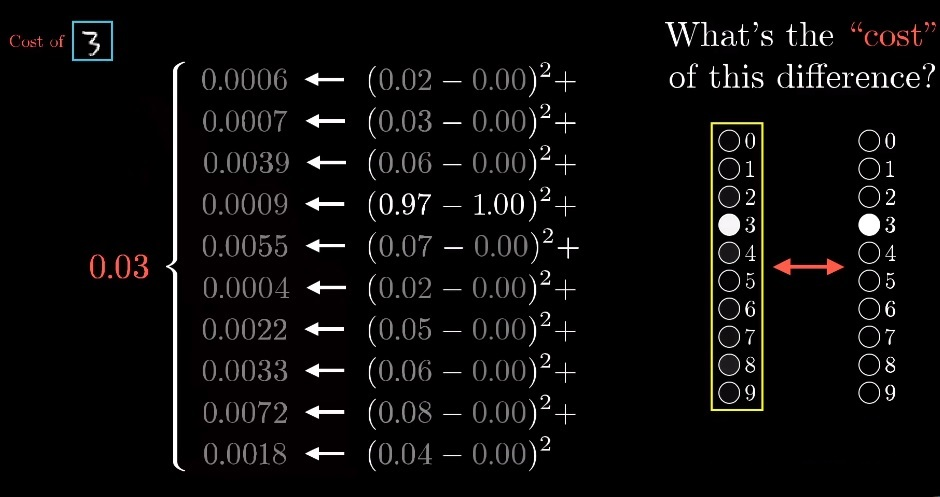 Cost of 3
What's the “cost”
of this difference?
0.0006 ← (0.02 − 0.00)²+
0.0007 ← (0.03 − 0.00)²+
0.0039 ← (0.06 − 0.00)²+
0.0009 ← (0.97 − 1.00)²+
0.03
0.0055 ← (0.07 − 0.00)²+
0.0004 ← (0.02 − 0.00)²+
0.0022 ← (0.05 − 0.00)²+
0.0033 ← (0.06 − 0.00)²+
0.0072 ← (0.08 − 0.00)²+
0.0018 ← (0.04 − 0.00)²
0
1
2
3
4
5
6
7
8
9
0
1
2
3
4
5
6
7
8
9